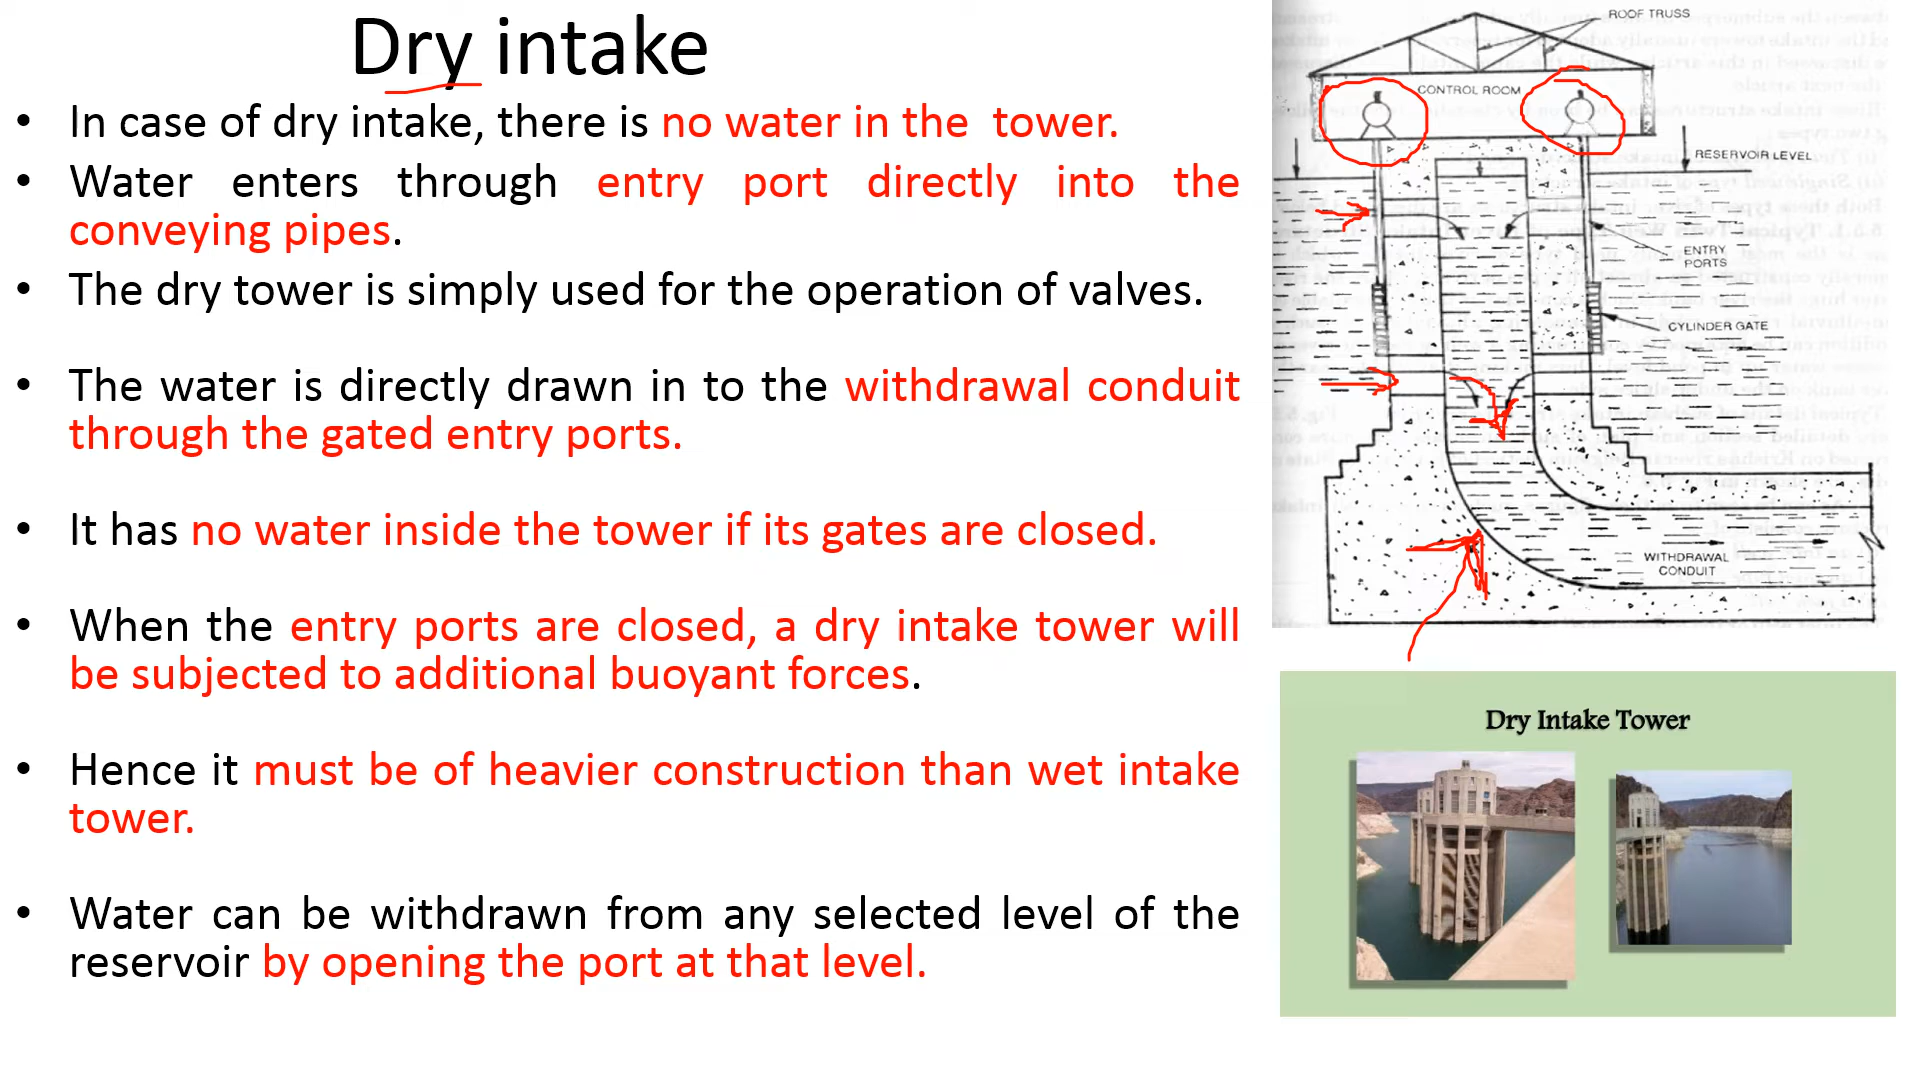 Dry intake
• In case of dry intake, there is no water in the tower.
• Water enters through entry port directly into the
conveying pipes.
• The dry tower is simply used for the operation of valves.
• The water is directly drawn in to the withdrawal conduit
through the gated entry ports.
• It has no water inside the tower if its gates are closed.
• When the entry ports are closed, a dry intake tower will
be subjected to additional buoyant forces.
• Hence it must be of heavier construction than wet intake
tower.
• Water can be withdrawn from any selected level of the
reservoir by opening the port at that level.
ROOF TRUSS
CONTROL ROOM
RESERVOIR LEVEL
ENTRY
PORTS
CYLINDER GATE
WITHDRAWAL
CONDUIT
Dry Intake Tower